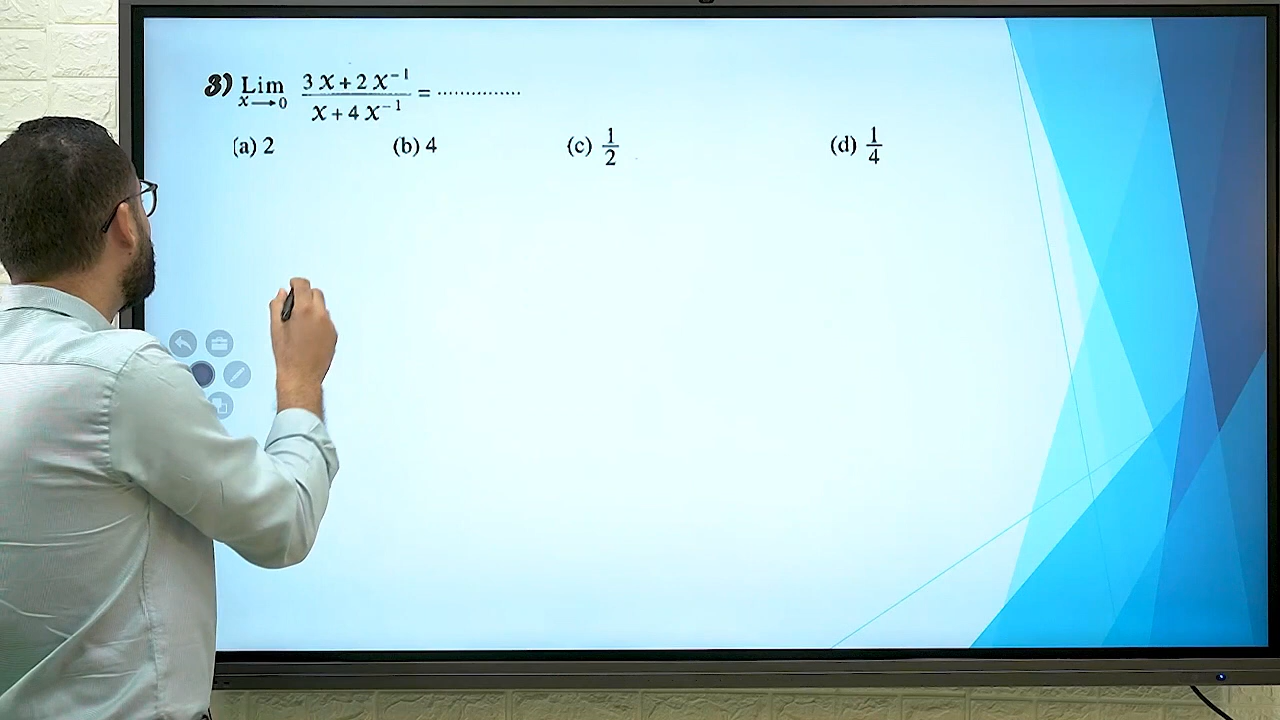 3) Lim x→0 (3x+2x⁻¹)/(x+4x⁻¹) = ...............
(a) 2 (b) 4 (c) 1/2 (d) 1/4